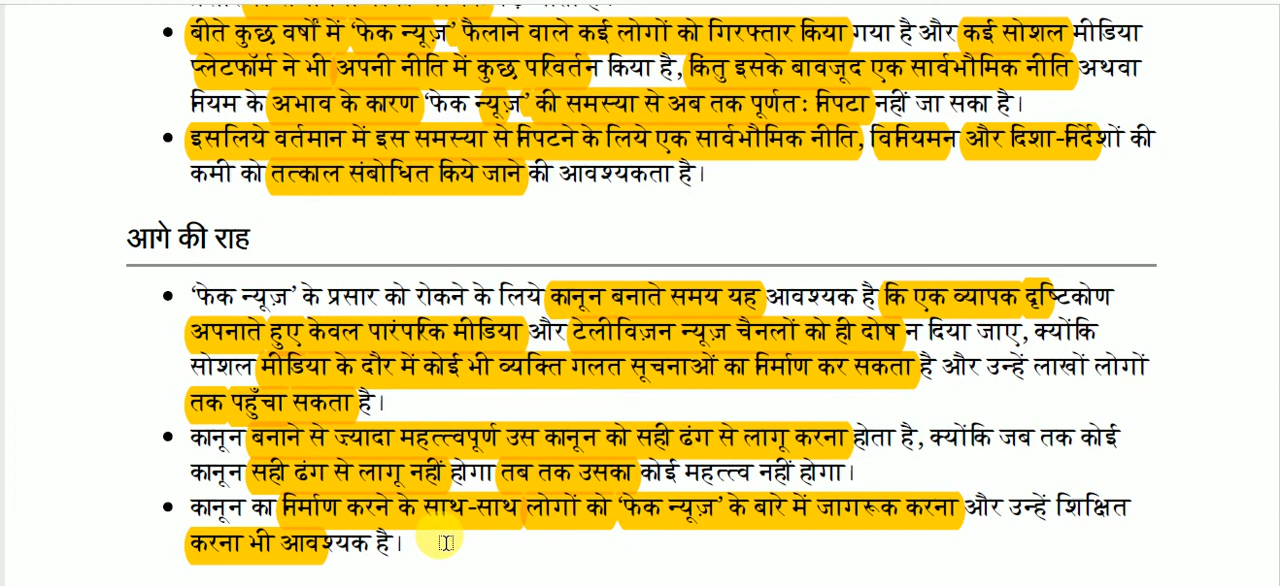 बीते कुछ वर्षों में ‘फेक न्यूज़’ फैलाने वाले कई लोगों को गिरफ्तार किया गया है और कई सोशल मीडिया
प्लेटफॉर्म ने भी अपनी नीति में कुछ परिवर्तन किया है, किंतु इसके बावजूद एक सार्वभौमिक नीति अथवा
नियम के अभाव के कारण ‘फेक न्यूज़’ की समस्या से अब तक पूर्णतः निपटा नहीं जा सका है।
इसलिये वर्तमान में इस समस्या से निपटने के लिये एक सार्वभौमिक नीति, विनियमन और दिशा-निर्देशों की
कमी को तत्काल संबोधित किये जाने की आवश्यकता है।
आगे की राह
‘फेक न्यूज़’ के प्रसार को रोकने के लिये कानून बनाते समय यह आवश्यक है कि एक व्यापक दृष्टिकोण
अपनाते हुए केवल पारंपरिक मीडिया और टेलीविज़न न्यूज़ चैनलों को ही दोष न दिया जाए, क्योंकि
सोशल मीडिया के दौर में कोई भी व्यक्ति गलत सूचनाओं का निर्माण कर सकता है और उन्हें लाखों लोगों
तक पहुँचा सकता है।
कानून बनाने से ज्यादा महत्त्वपूर्ण उस कानून को सही ढंग से लागू करना होता है, क्योंकि जब तक कोई
कानून सही ढंग से लागू नहीं होगा तब तक उसका कोई महत्त्व नहीं होगा।
कानून का निर्माण करने के साथ-साथ लोगों को ‘फेक न्यूज़’ के बारे में जागरूक करना और उन्हें शिक्षित
करना भी आवश्यक है।